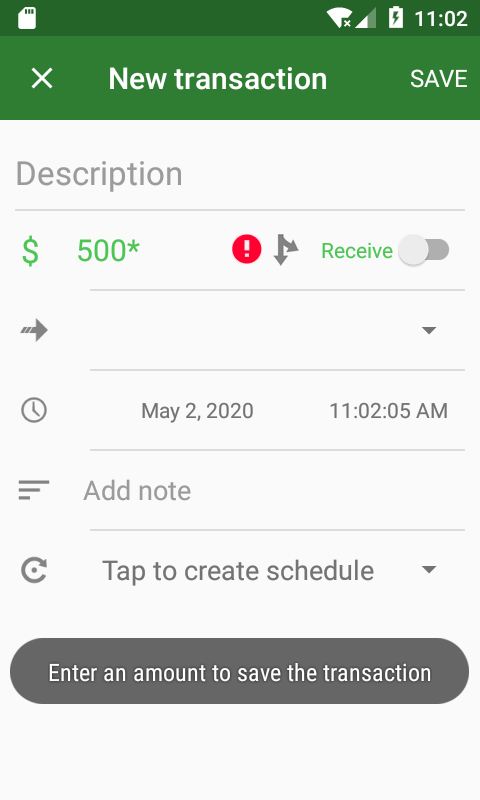 11:02
New transaction
SAVE
Description
$ 500* Receive
May 2, 2020 11:02:05 AM
Add note
Tap to create schedule
Enter an amount to save the transaction